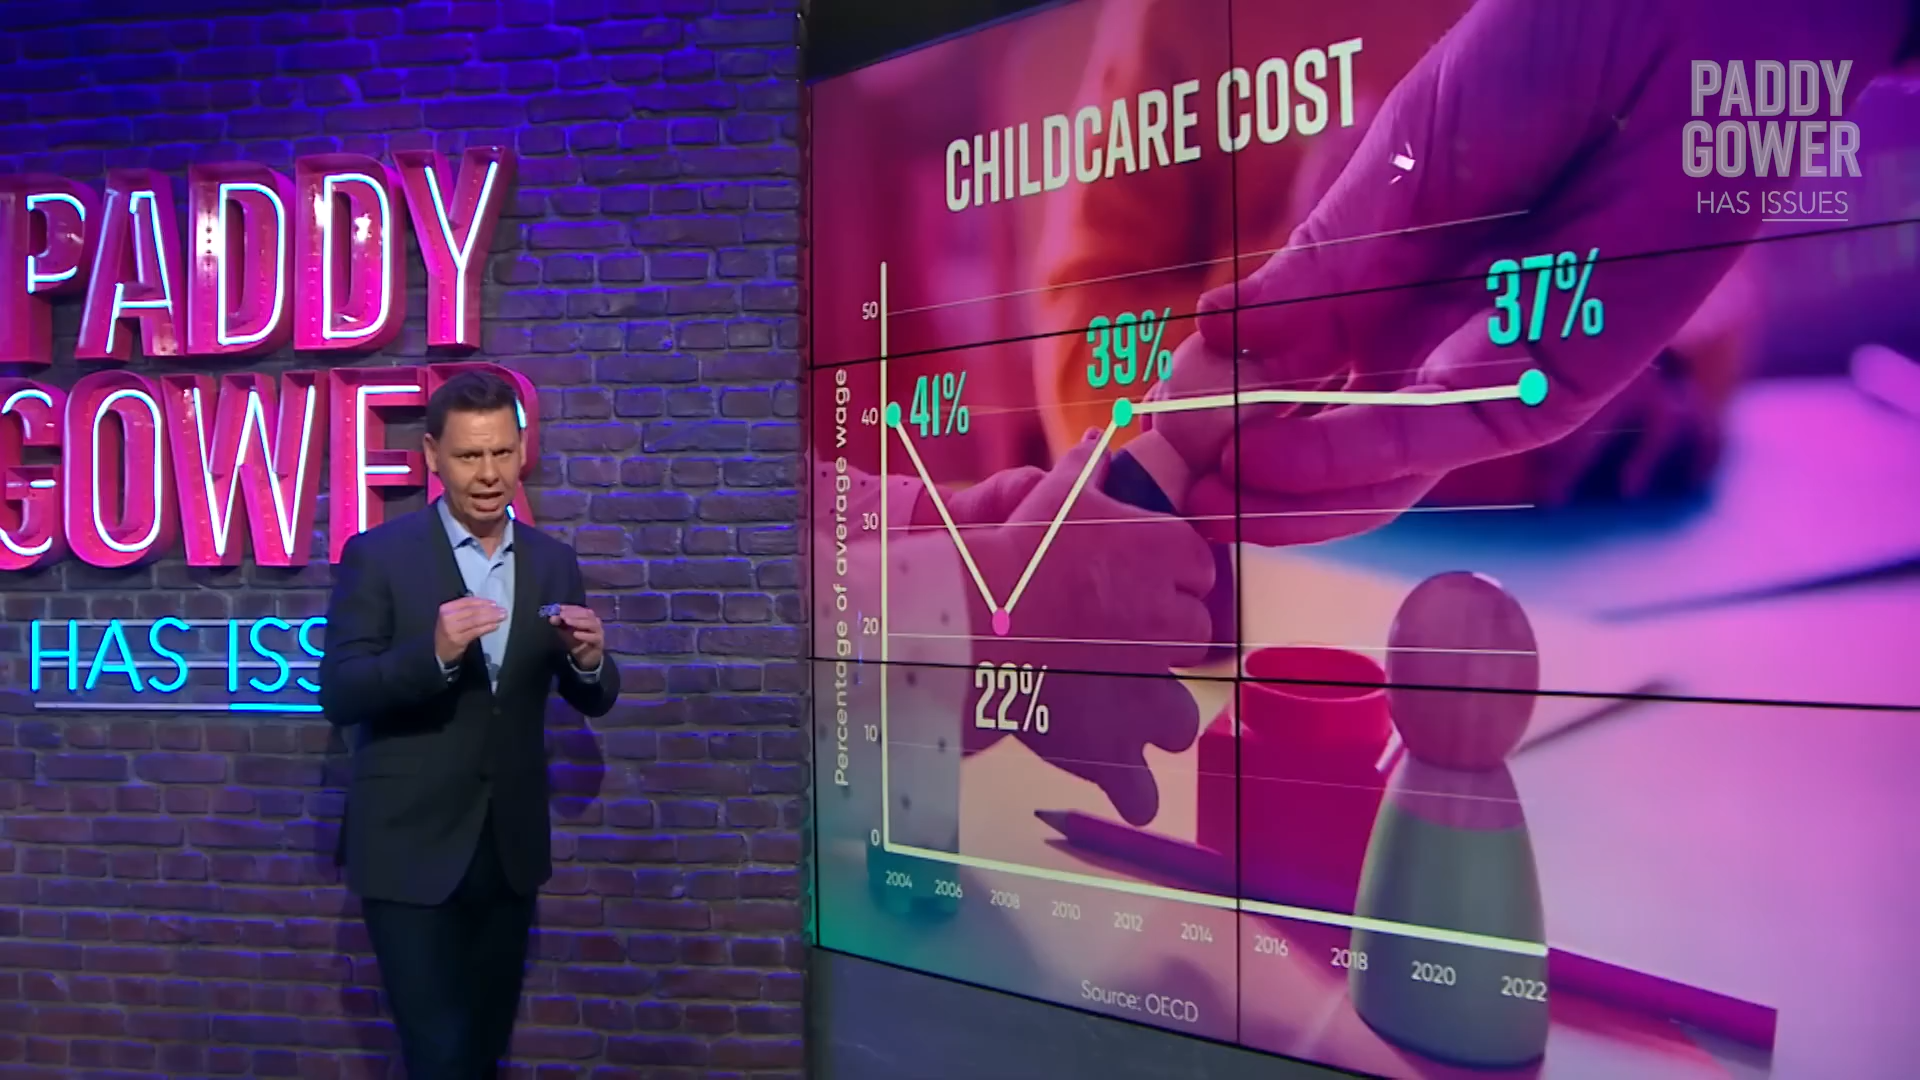 PADDY
GOWER
HAS ISS
CHILDCARE COST
PADDY
GOWER
HAS ISSUES
Percentage of average wage
50
40
30
20
10
0
41%
22%
39%
37%
2004 2006 2008 2010 2012 2014 2016 2018 2020 2022
Source: OECD